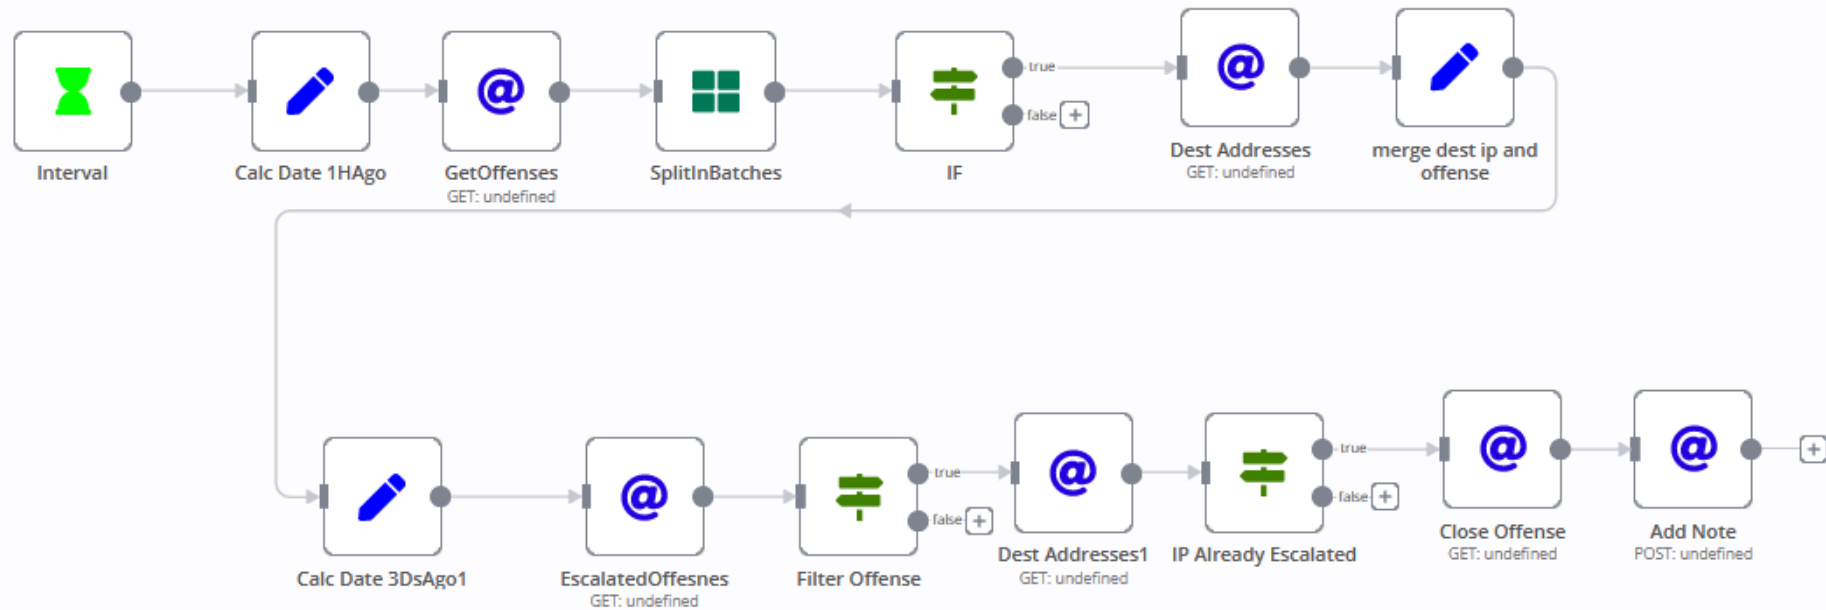 true
false
Interval
Calc Date 1HAgo
GetOffenses
GET: undefined
SplitInBatches
IF
Dest Addresses
GET: undefined
merge dest ip and
offense
true
false
true
false
Calc Date 3DsAgo1
EscalatedOffesnes
GET: undefined
Filter Offense
Dest Addresses1
GET: undefined
IP Already Escalated
Close Offense
GET: undefined
Add Note
POST: undefined